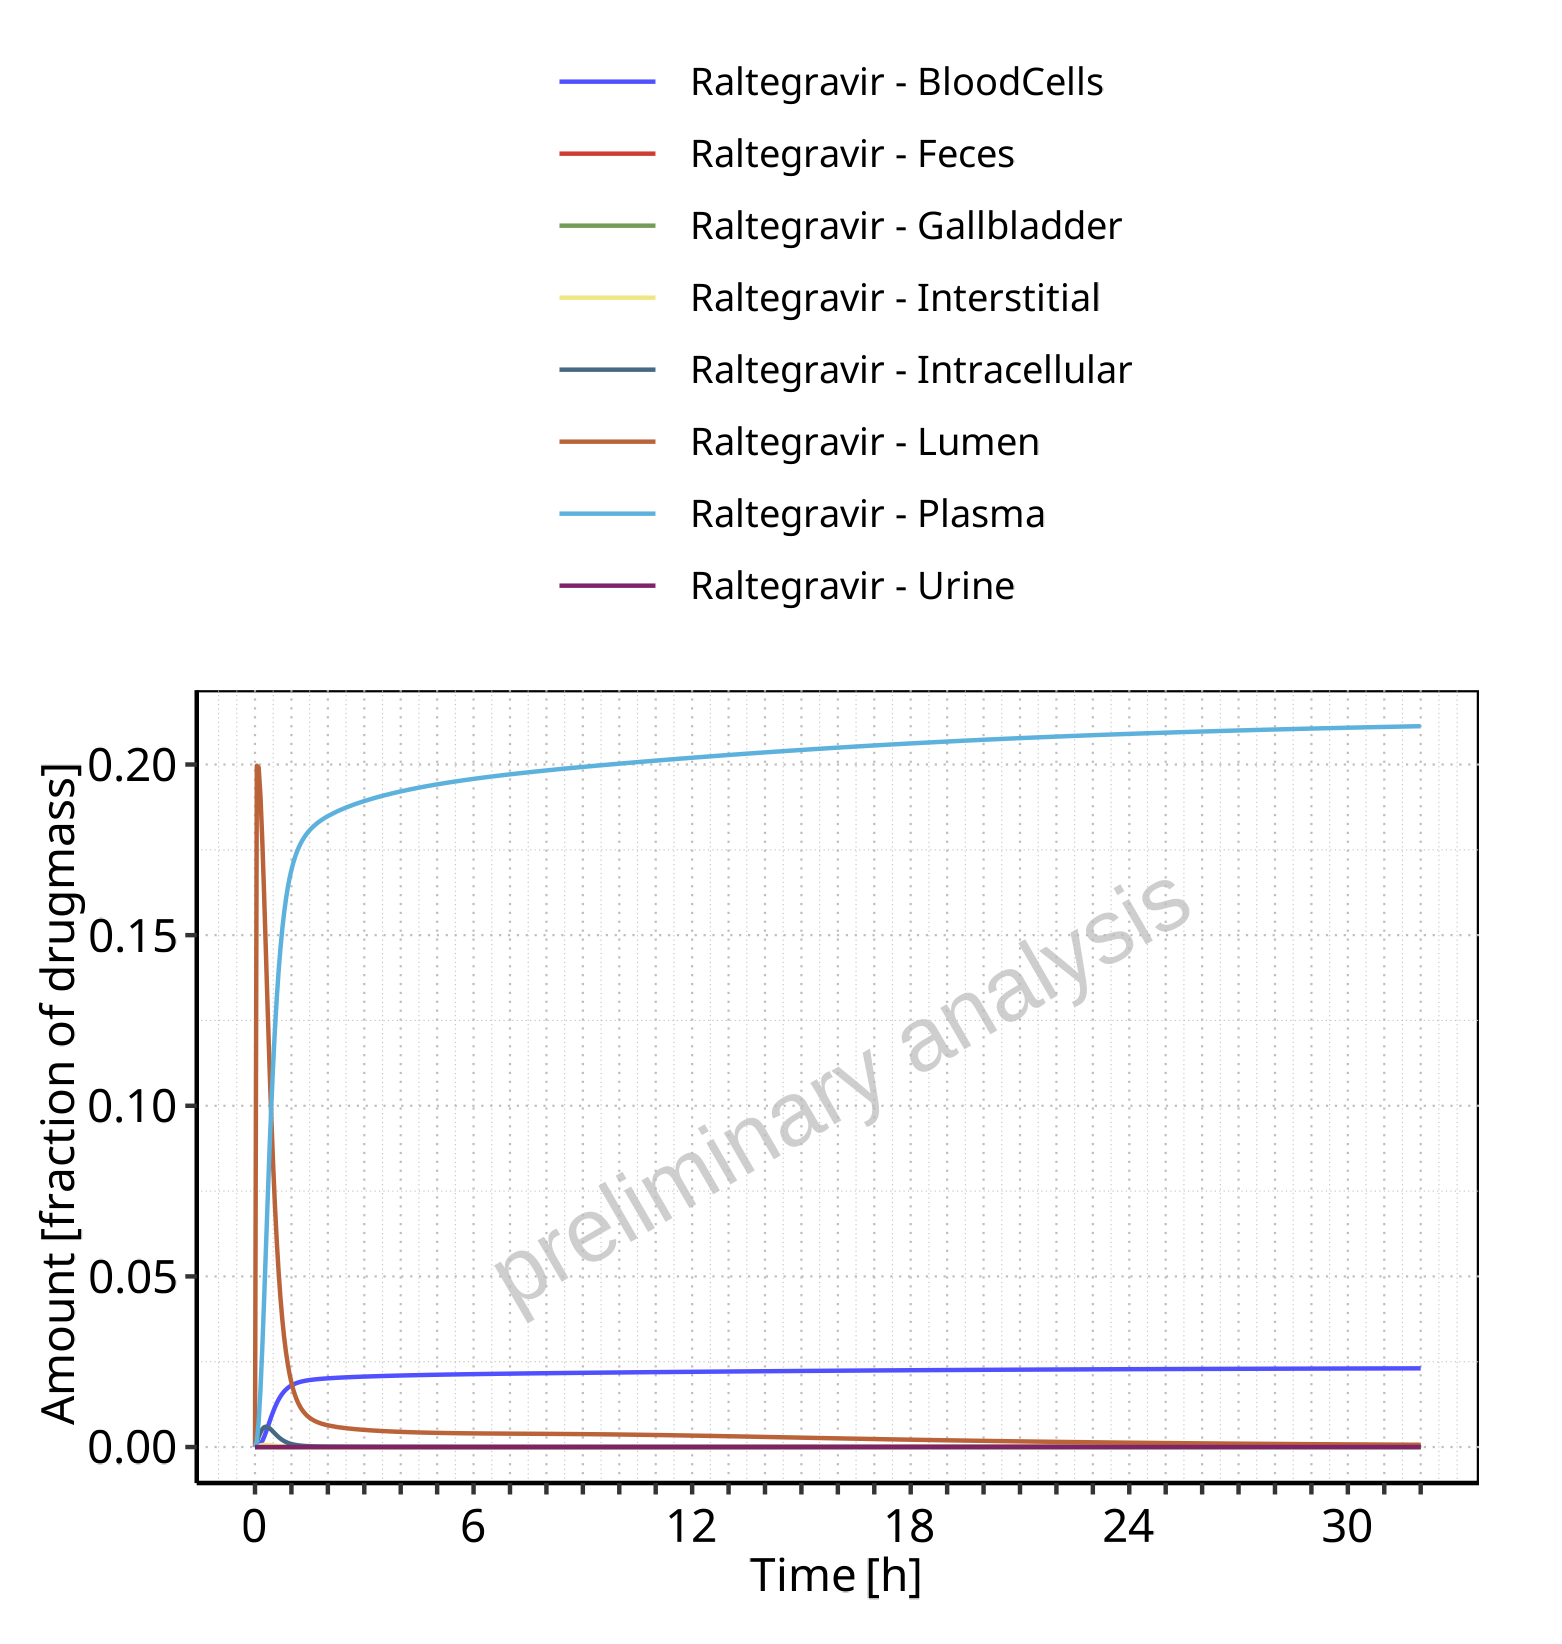 Raltegravir - BloodCells
Raltegravir - Feces
Raltegravir - Gallbladder
Raltegravir - Interstitial
Raltegravir - Intracellular
Raltegravir - Lumen
Raltegravir - Plasma
Raltegravir - Urine
Amount [fraction of drugmass]
0.20
0.15
0.10
0.05
0.00
preliminary analysis
0 6 12 18 24 30
Time [h]